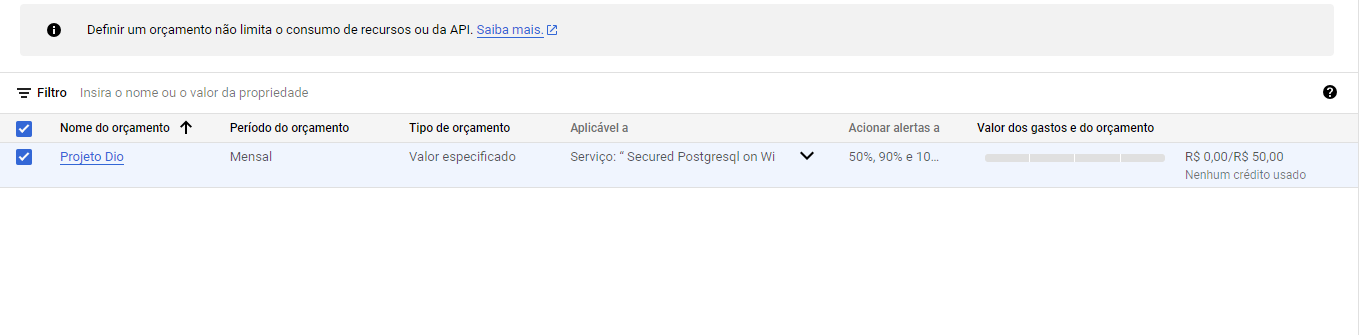 Definir um orçamento não limita o consumo de recursos ou da API. Saiba mais.
Filtro Insira o nome ou o valor da propriedade
Nome do orçamento Período do orçamento Tipo de orçamento Aplicável a Acionar alertas a Valor dos gastos e do orçamento
Projeto Dio Mensal Valor especificado Serviço: “ Secured Postgresql on Wi 50%, 90% e 10... R$ 0,00/R$ 50,00
Nenhum crédito usado